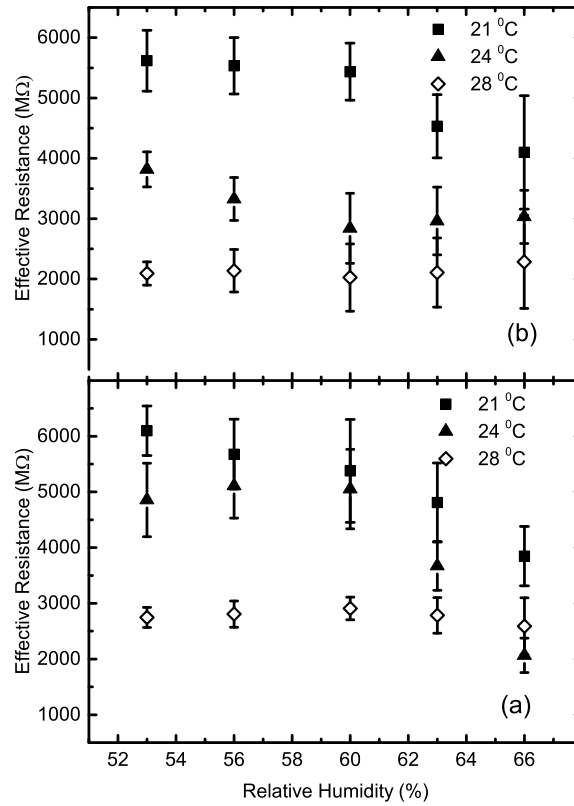 6000
5000
4000
3000
2000
1000
Effective Resistance (MΩ)
21 ⁰C
24 ⁰C
28 ⁰C
(b)
6000
5000
4000
3000
2000
1000
Effective Resistance (MΩ)
21 ⁰C
24 ⁰C
28 ⁰C
(a)
52 54 56 58 60 62 64 66
Relative Humidity (%)